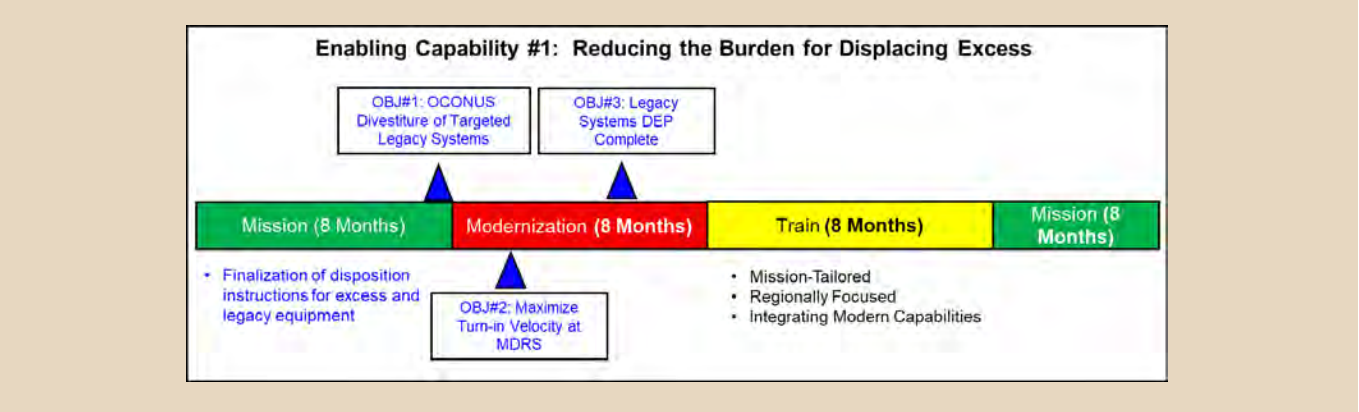 Enabling Capability #1: Reducing the Burden for Displacing Excess
OBJ#1: OCONUS
Divestiture of Targeted
Legacy Systems
OBJ#3: Legacy
Systems DEP
Complete
Mission (8 Months)
Modernization (8 Months)
Train (8 Months)
Mission (8
Months)
• Finalization of disposition
instructions for excess and
legacy equipment
OBJ#2: Maximize
Turn-in Velocity at
MDRS
• Mission-Tailored
• Regionally Focused
• Integrating Modern Capabilities